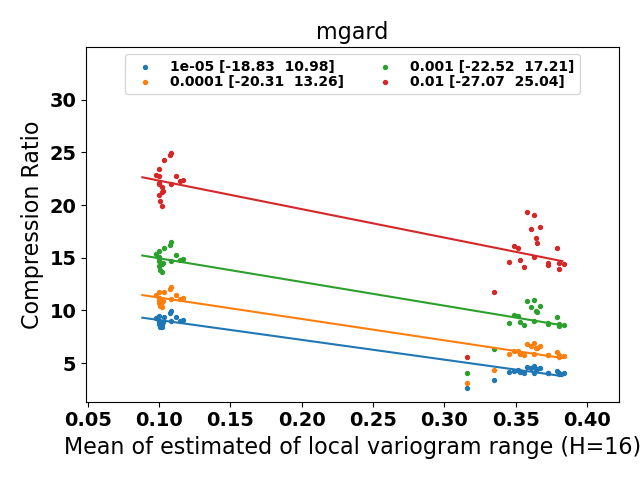 mgard
1e-05 [-18.83  10.98]
0.0001 [-20.31  13.26]
0.001 [-22.52  17.21]
0.01 [-27.07  25.04]
Compression Ratio
30
25
20
15
10
5
0.05 0.10 0.15 0.20 0.25 0.30 0.35 0.40
Mean of estimated of local variogram range (H=16)